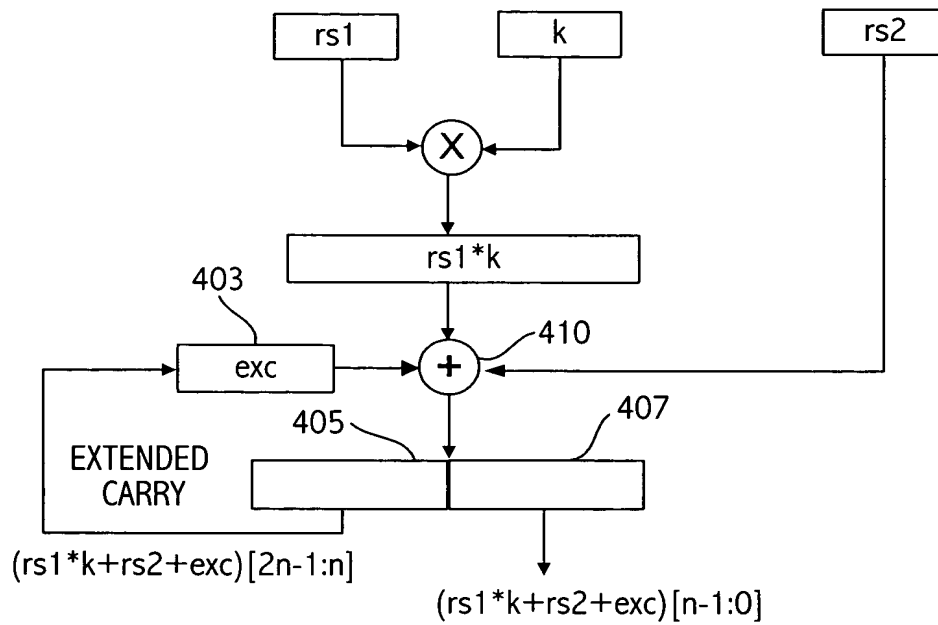 rs1
k
rs2
X
rs1*k
403
410
exc
+
405
407
EXTENDED
CARRY
(rs1*k+rs2+exc)[2n-1:n]
(rs1*k+rs2+exc)[n-1:0]